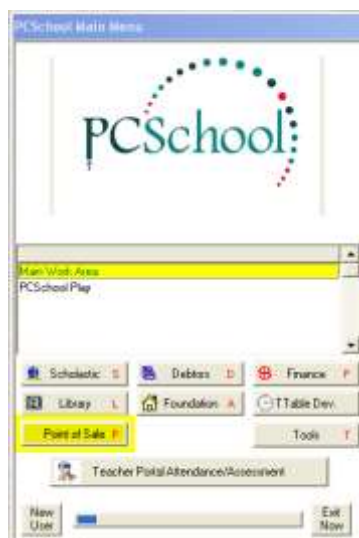 PCSchool Main Menu
PCSchool
Main Work Area
PCSchool Play
Scholastic S Debtors D Finance F
Library L Foundation A TTable Dev.
Point of Sale P Tools T
Teacher Portal Attendance/Assessment
New User Exit Now